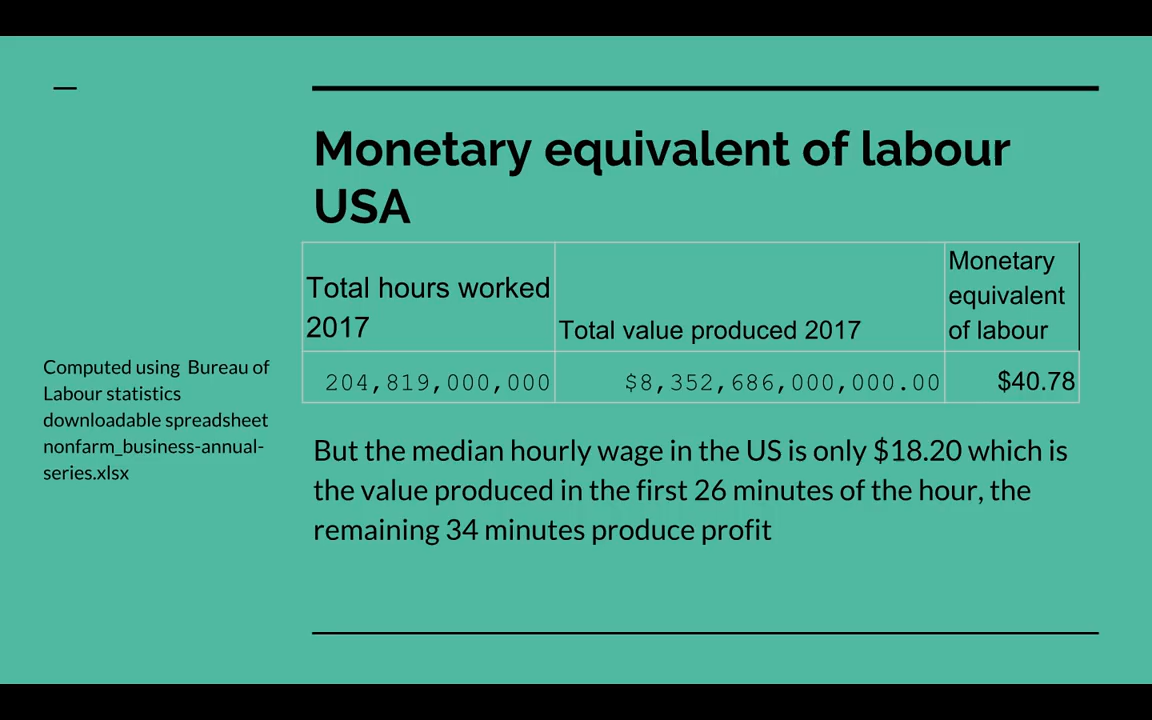 Monetary equivalent of labour
USA
Total hours worked
2017
Total value produced 2017
Monetary
equivalent
of labour
204,819,000,000
$8,352,686,000,000.00
$40.78
Computed using Bureau of
Labour statistics
downloadable spreadsheet
nonfarm_business-annual-
series.xlsx
But the median hourly wage in the US is only $18.20 which is
the value produced in the first 26 minutes of the hour, the
remaining 34 minutes produce profit